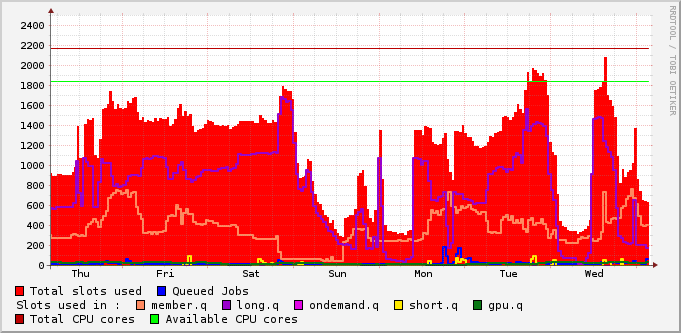 2400
2200
2000
1800
1600
1400
1200
1000
800
600
400
200
0
Thu Fri Sat Sun Mon Tue Wed
RRDTOOL / TOBI OETIKER
Total slots used Queued Jobs
Slots used in : member.q long.q ondemand.q short.q gpu.q
Total CPU cores Available CPU cores